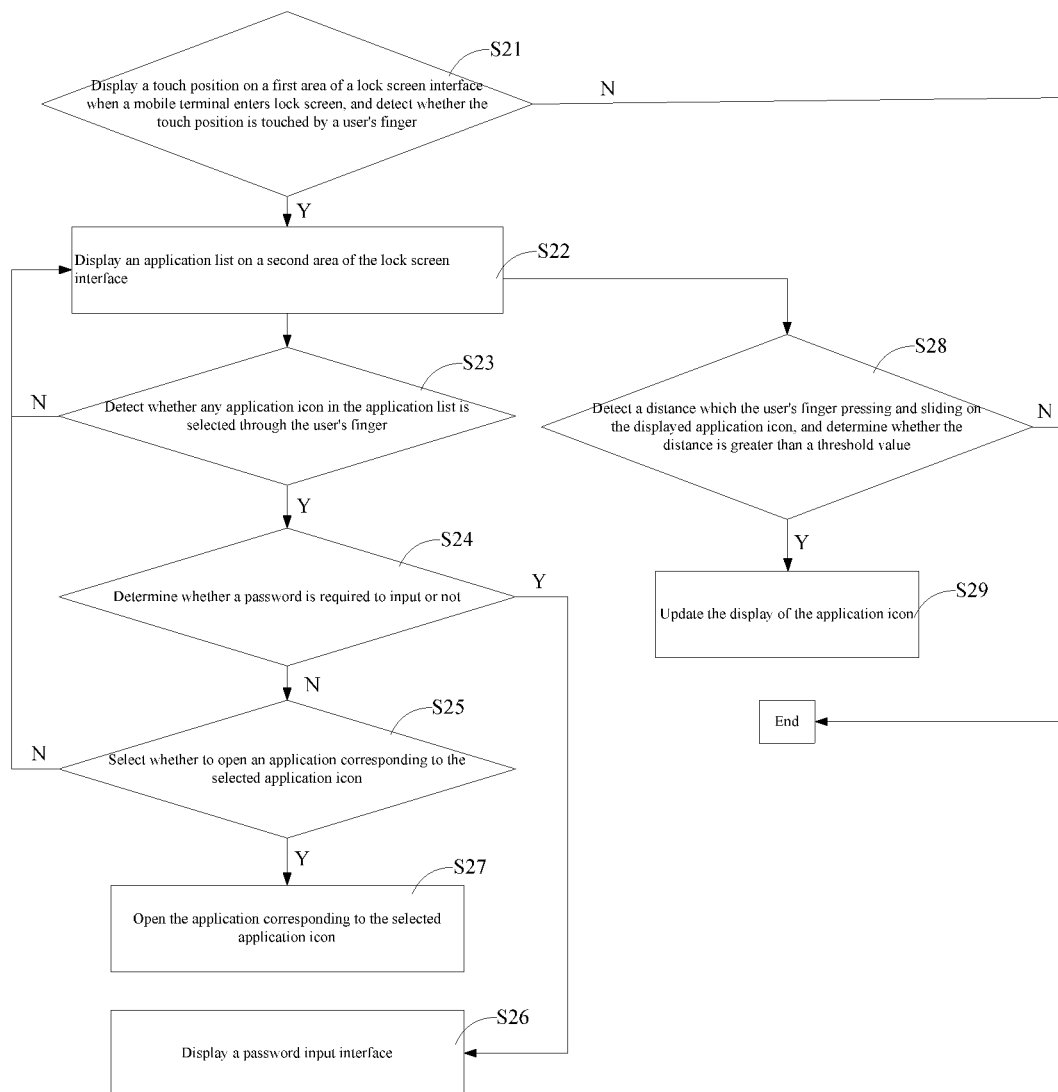 S21
Display a touch position on a first area of a lock screen interface
when a mobile terminal enters lock screen, and detect whether the
touch position is touched by a user's finger
N
Y
Display an application list on a second area of the lock screen
interface
S22
S23
Detect whether any application icon in the application list is
selected through the user's finger
N
Y
S28
Detect a distance which the user's finger pressing and sliding on
the displayed application icon, and determine whether the
distance is greater than a threshold value
N
Y
S24
Determine whether a password is required to input or not
Y
N
S29
Update the display of the application icon
S25
Select whether to open an application corresponding to the
selected application icon
N
Y
End
S27
Open the application corresponding to the selected
application icon
S26
Display a password input interface